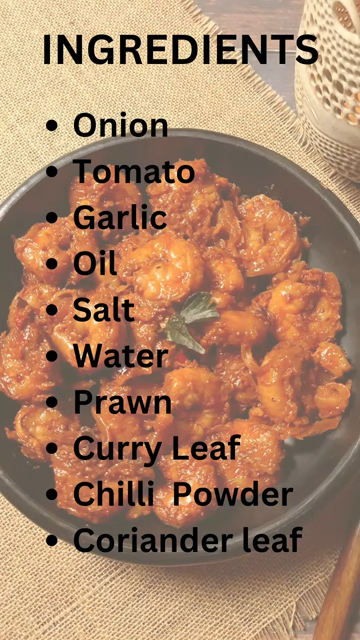 INGREDIENTS
• Onion
• Tomato
• Garlic
• Oil
• Salt
• Water
• Prawn
• Curry Leaf
• Chilli  Powder
• Coriander leaf